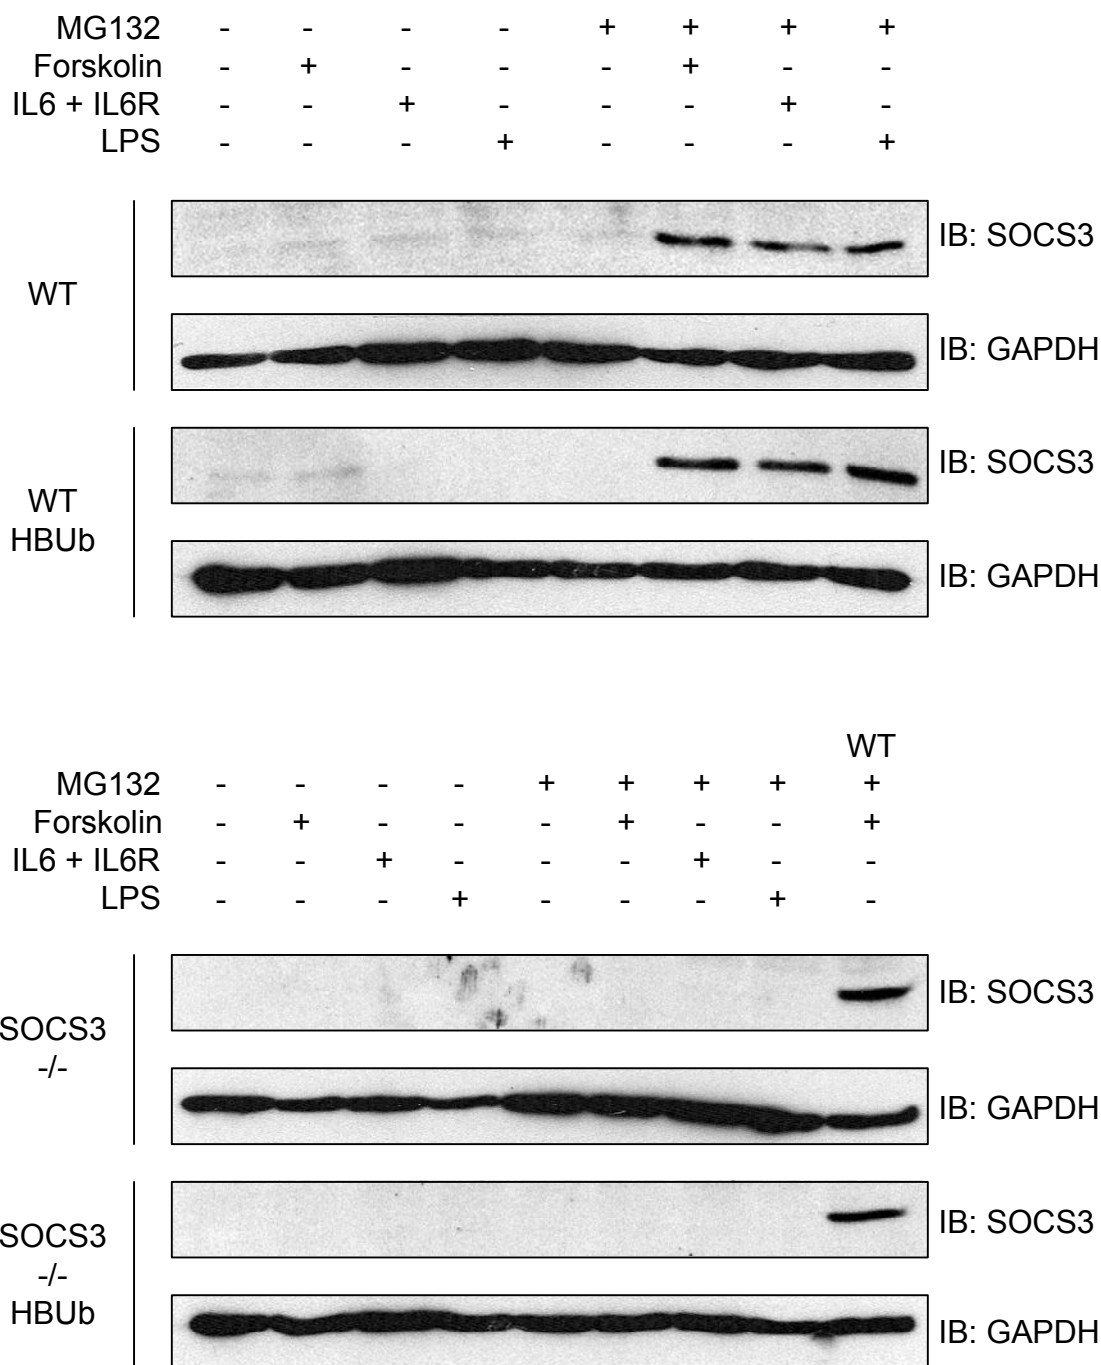 MG132 - - - - + + + +
Forskolin - + - - - + - -
IL6 + IL6R - - + - - - + -
LPS - - - + - - - +
IB: SOCS3
WT
IB: GAPDH
IB: SOCS3
WT
HBUb
IB: GAPDH
WT
MG132 - - - - + + + + +
Forskolin - + - - - + - - +
IL6 + IL6R - - + - - - + - -
LPS - - - + - - - + -
IB: SOCS3
SOCS3
-/-
IB: GAPDH
IB: SOCS3
SOCS3
-/-
HBUb
IB: GAPDH